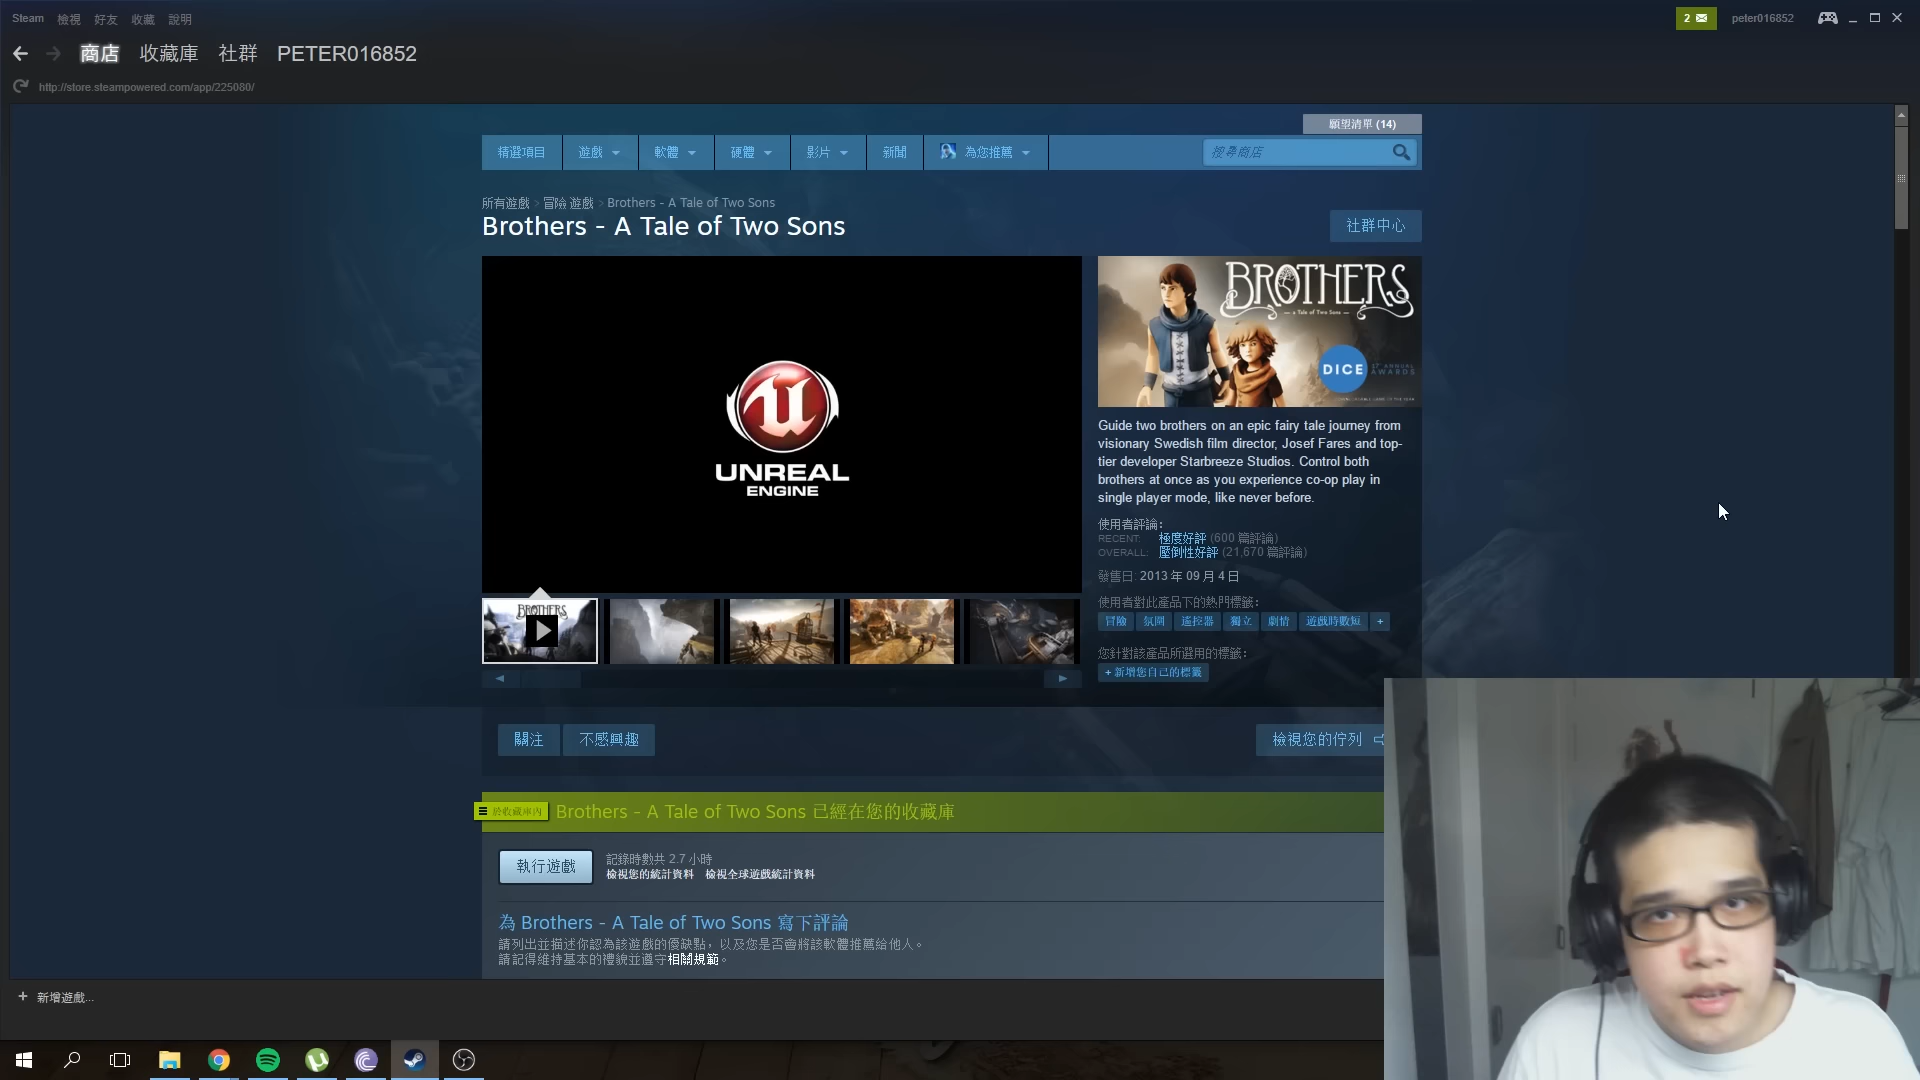 Steam 檢視 好友 收藏 說明
2 peter016852
商店 收藏庫 社群 PETER016852
http://store.steampowered.com/app/225080/
願望清單 (14)
精選項目 遊戲 軟體 硬體 影片 新聞 為您推薦 搜尋商店
所有遊戲 > 冒險 遊戲 > Brothers - A Tale of Two Sons
Brothers - A Tale of Two Sons
社群中心
UNREAL
ENGINE
BROTHERS
a Tale of Two Sons
DICE
AWARDS
Guide two brothers on an epic fairy tale journey from
visionary Swedish film director, Josef Fares and top-
tier developer Starbreeze Studios. Control both
brothers at once as you experience co-op play in
single player mode, like never before.
使用者評論:
RECENT: 極度好評 (600 篇評論)
OVERALL: 壓倒性好評 (21,670 篇評論)
發售日: 2013 年 09 月 4 日
使用者對此產品下的熱門標籤:
冒險 氛圍 遙控器 獨立 劇情 遊戲時數短 +
您針對該產品所選用的標籤:
+ 新增您自己的標籤
BROTHERS
關注 不感興趣
檢視您的佇列
於收藏庫內 Brothers - A Tale of Two Sons 已經在您的收藏庫
執行遊戲
記錄時數共 2.7 小時
檢視您的統計資料 檢視全球遊戲統計資料
為 Brothers - A Tale of Two Sons 寫下評論
請列出並描述你認為該遊戲的優缺點，以及您是否會將該軟體推薦給他人。
請記得維持基本的禮貌並遵守相關規範。
+ 新增遊戲...